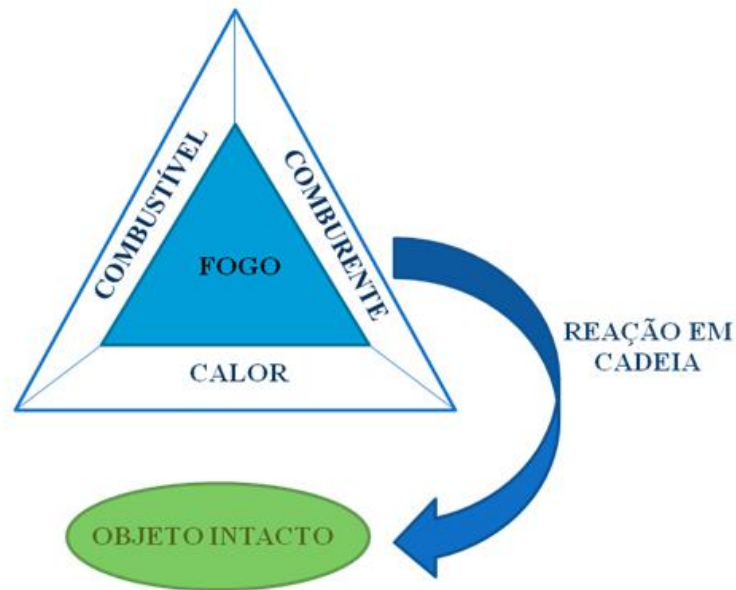 COMBUSTÍVEL
COMBURENTE
FOGO
CALOR
REAÇÃO EM
CADEIA
OBJETO INTACTO